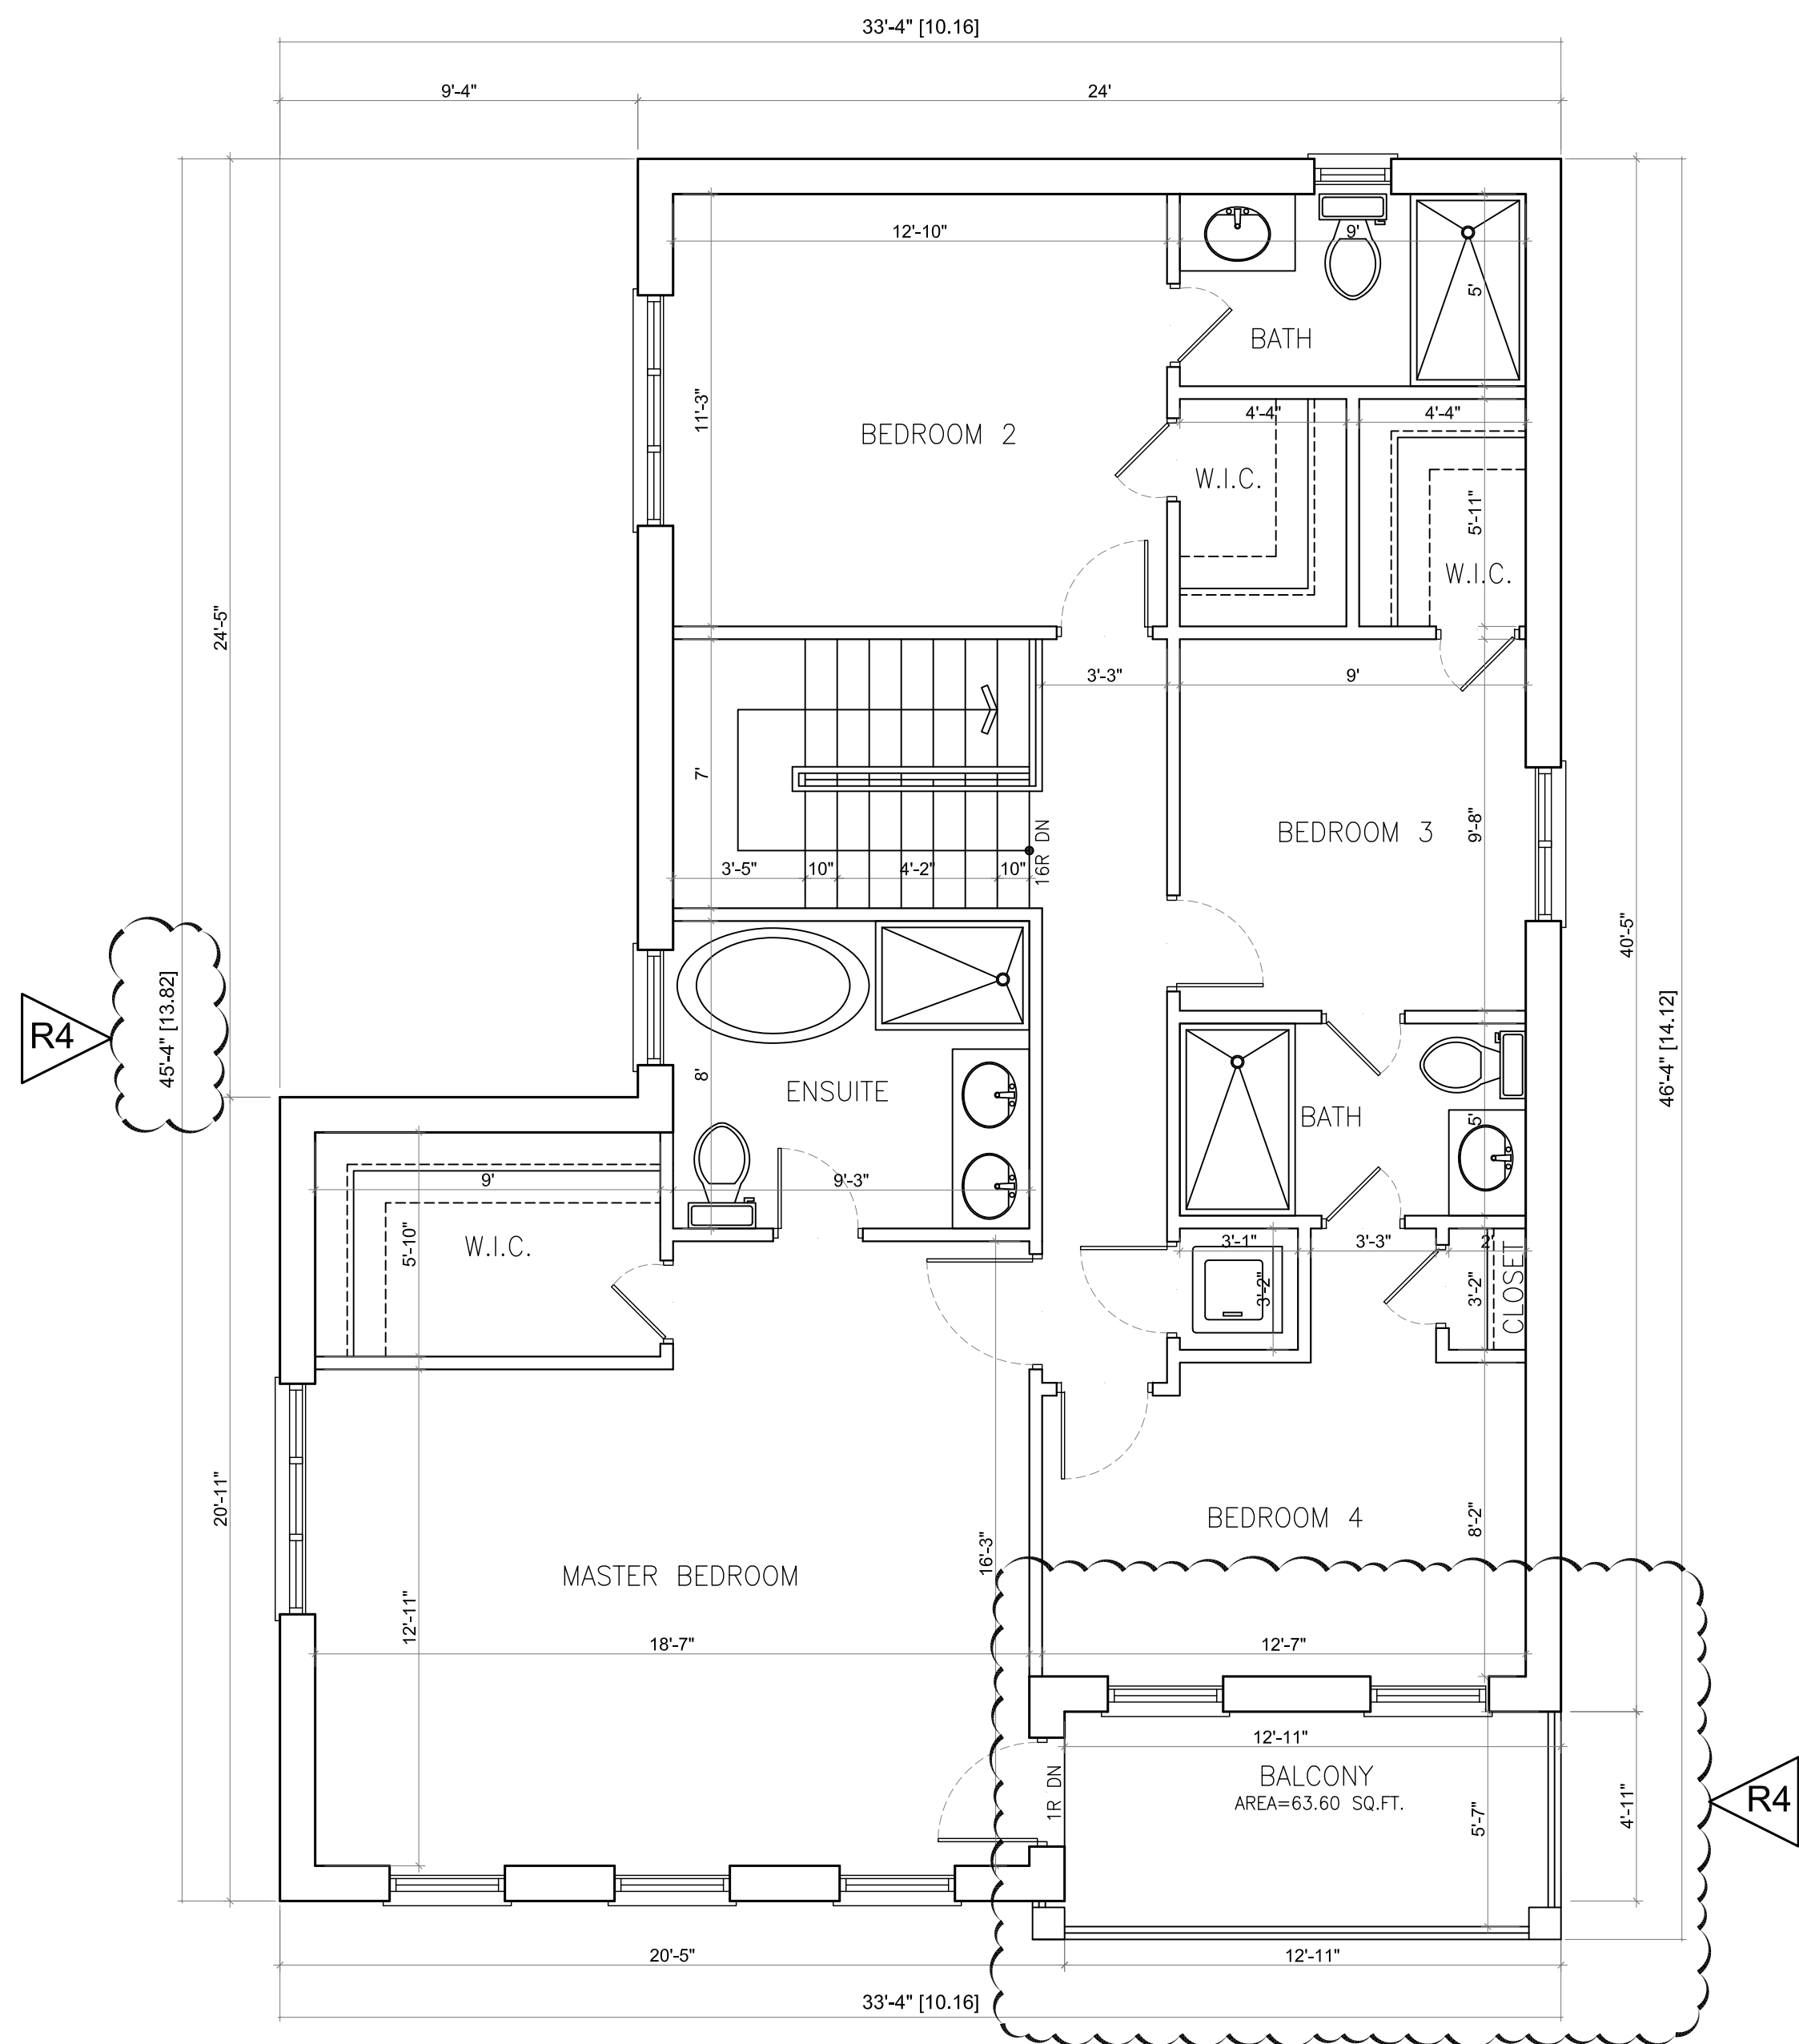 33'-4" [10.16]
9'-4"
24'
12'-10"
9'
5'
BATH
11'-3"
BEDROOM 2
4'-4"
4'-4"
W.I.C.
5'-11"
W.I.C.
24'-5"
3'-3"
9'
7'
BEDROOM 3
9'-8"
16R DN
3'-5"
10"
4'-2"
10"
40'-5"
R4
45'-4" [13.82]
46'-4" [14.12]
8'
ENSUITE
BATH
5'
9'
9'-3"
5'-10"
W.I.C.
3'-1"
3'-3"
2'
3'-2"
3'-2"
CLOSET
20'-11"
BEDROOM 4
8'-2"
16'-3"
MASTER BEDROOM
12'-11"
18'-7"
12'-7"
12'-11"
BALCONY
AREA=63.60 SQ.FT.
1R DN
5'-7"
4'-11"
R4
20'-5"
12'-11"
33'-4" [10.16]